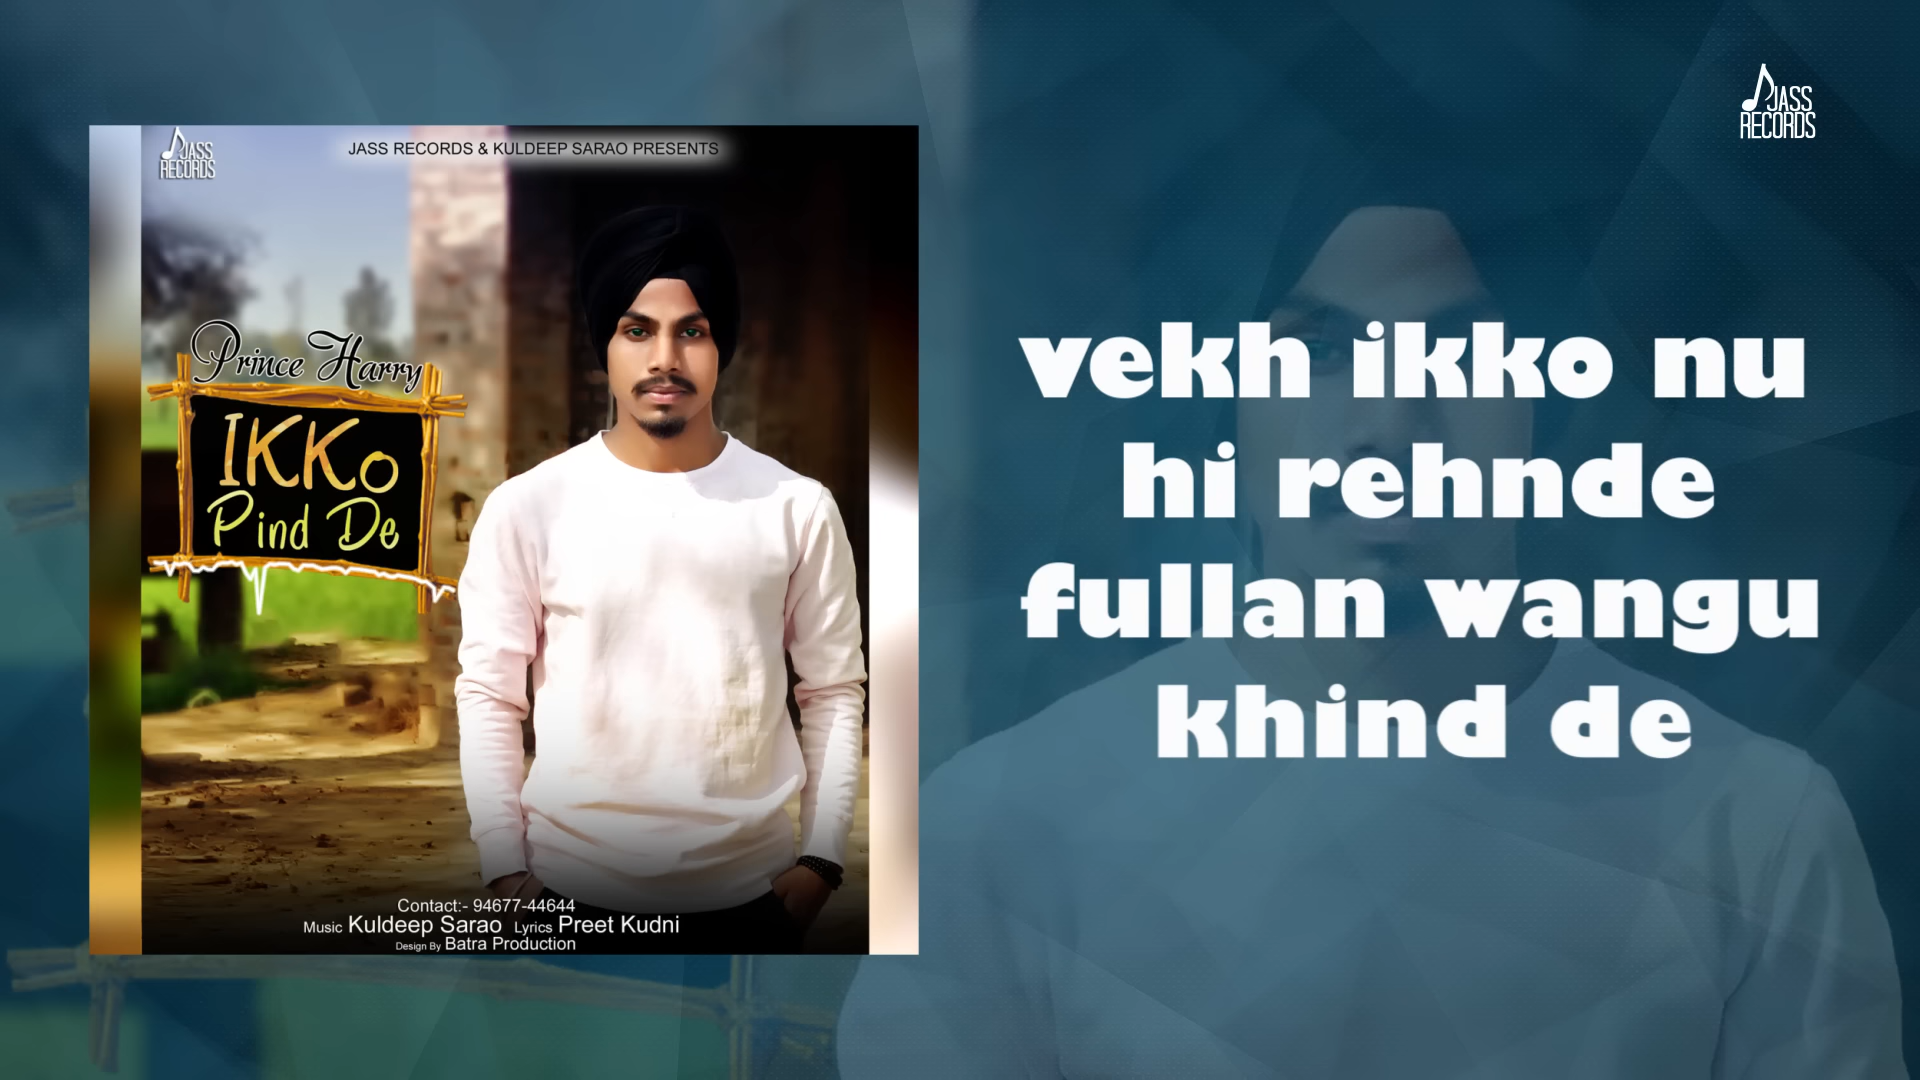 JASS
RECORDS
JASS RECORDS & KULDEEP SARAO PRESENTS
Prince Harry
IKKo
Pind De
Contact:- 94677-44644
Music Kuldeep Sarao Lyrics Preet Kudni
Design By Batra Production
JASS
RECORDS
vekh ikko nu
hi rehnde
fullan wangu
khind de